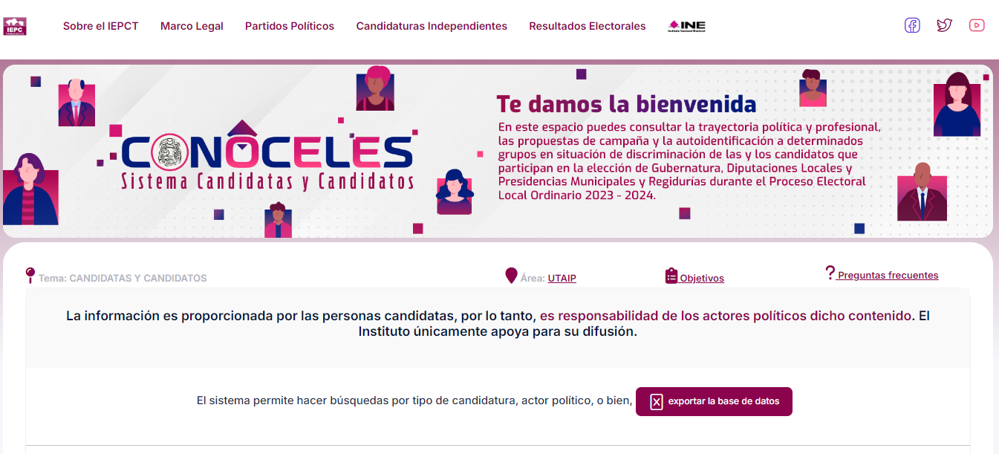 IEPC
TABASCO
Sobre el IEPCT
Marco Legal
Partidos Políticos
Candidaturas Independientes
Resultados Electorales
INE
Instituto Nacional Electoral
CONÓCELES
Sistema Candidatas y Candidatos
Te damos la bienvenida
En este espacio puedes consultar la trayectoria política y profesional,
las propuestas de campaña y la autoidentificación a determinados
grupos en situación de discriminación de las y los candidatos que
participan en la elección de Gubernatura, Diputaciones Locales y
Presidencias Municipales y Regidurías durante el Proceso Electoral
Local Ordinario 2023 - 2024.
Tema: CANDIDATAS Y CANDIDATOS
Área: UTAIP
Objetivos
Preguntas frecuentes
La información es proporcionada por las personas candidatas, por lo tanto, es responsabilidad de los actores políticos dicho contenido. El
Instituto únicamente apoya para su difusión.
El sistema permite hacer búsquedas por tipo de candidatura, actor político, o bien, exportar la base de datos